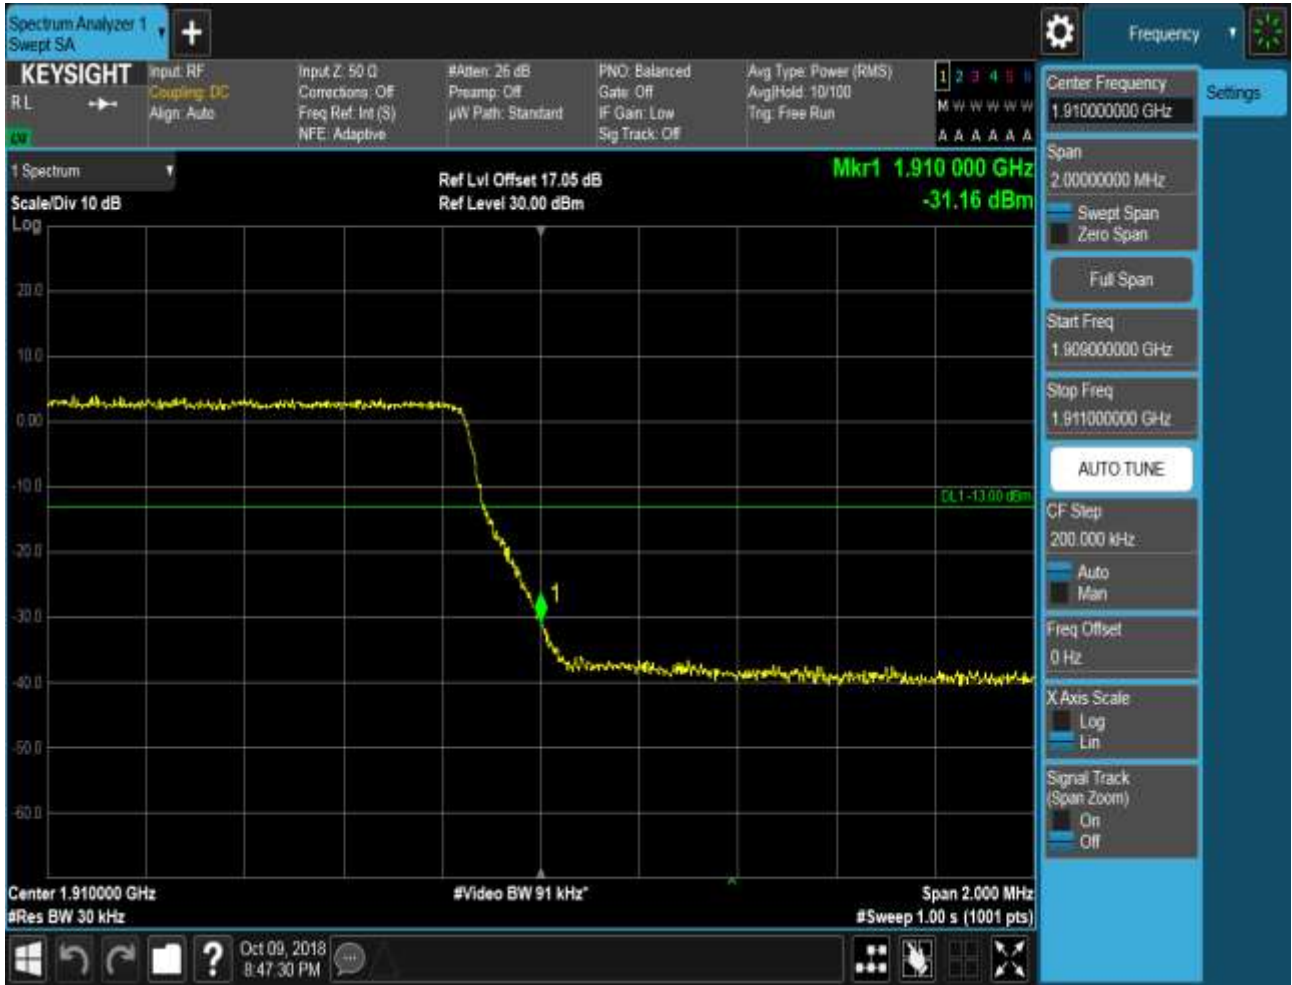 Spectrum Analyzer 1
Swept SA
Frequency
KEYSIGHT
R L
LW
Input: RF
Coupling: DC
Align: Auto
Input Z: 50 Ω
Corrections: Off
Freq Ref: Int (S)
NFE: Adaptive
#Atten: 26 dB
Preamp: Off
µW Path: Standard
PNO: Balanced
Gate: Off
IF Gain: Low
Sig Track: Off
Avg Type: Power (RMS)
Avg|Hold: 10/100
Trig: Free Run
1 2 3 4 5 6
M W W W W W
A A A A A A
1 Spectrum
Scale/Div 10 dB
Log
Ref Lvl Offset 17.05 dB
Ref Level 30.00 dBm
Mkr1 1.910 000 GHz
-31.16 dBm
20.0
10.0
0.00
-10.0
-20.0
-30.0
-40.0
-50.0
-60.0
DL1 -13.00 dBm
1
Center 1.910000 GHz
#Res BW 30 kHz
#Video BW 91 kHz*
Span 2.000 MHz
#Sweep 1.00 s (1001 pts)
Oct 09, 2018
8:47:30 PM
?
Center Frequency
1.910000000 GHz
Settings
Span
2.00000000 MHz
Swept Span
Zero Span
Full Span
Start Freq
1.909000000 GHz
Stop Freq
1.911000000 GHz
AUTO TUNE
CF Step
200.000 kHz
Auto
Man
Freq Offset
0 Hz
X Axis Scale
Log
Lin
Signal Track
(Span Zoom)
On
Off